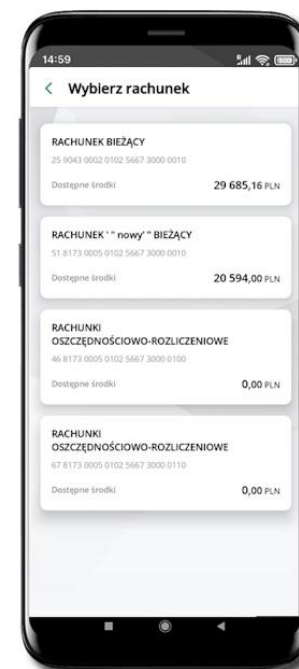 14:59
Wybierz rachunek
RACHUNEK BIEŻĄCY
25 9043 0002 0102 5667 3000 0010
Dostępne środki 29 685,16 PLN
RACHUNEK ' " nowy' " BIEŻĄCY
51 8173 0005 0102 5667 3000 0010
Dostępne środki 20 594,00 PLN
RACHUNKI
OSZCZĘDNOŚCIOWO-ROZLICZENIOWE
46 8173 0005 0102 5667 3000 0100
Dostępne środki 0,00 PLN
RACHUNKI
OSZCZĘDNOŚCIOWO-ROZLICZENIOWE
67 8173 0005 0102 5667 3000 0110
Dostępne środki 0,00 PLN